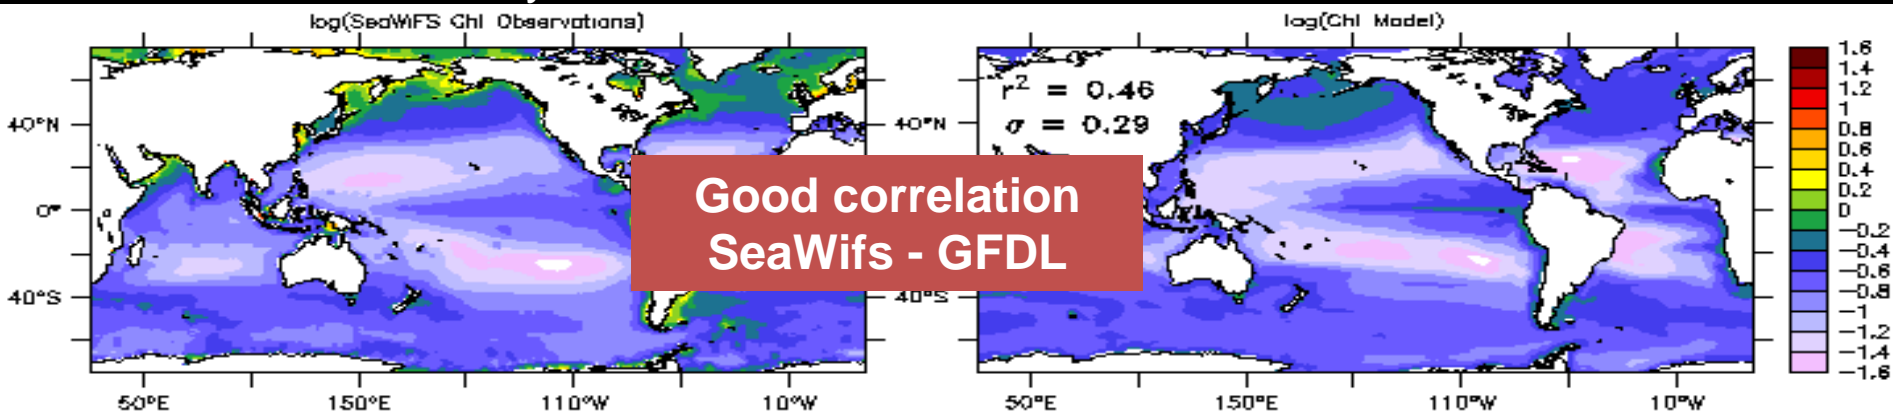 log(SeaWiFS Chl Observations)
log(Chl Model)
40°N
0°
40°S
50°E
150°E
110°W
10°W
r² = 0.46
σ = 0.29
40°N
40°S
50°E
150°E
110°W
10°W
1.6
1.4
1.2
1
0.8
0.6
0.4
0.2
0
-0.2
-0.4
-0.6
-0.8
-1
-1.2
-1.4
-1.6
Good correlation
SeaWifs - GFDL